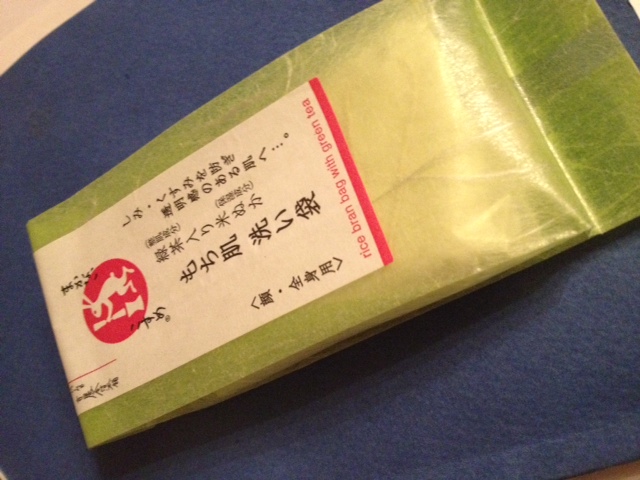 しみ・くすみを防ぎ
透明感のある肌へ…。
緑茶入り米ぬか
もち肌 洗い袋
〈顔・全身用〉
まかない
こすめ®
rice bran bag with green tea